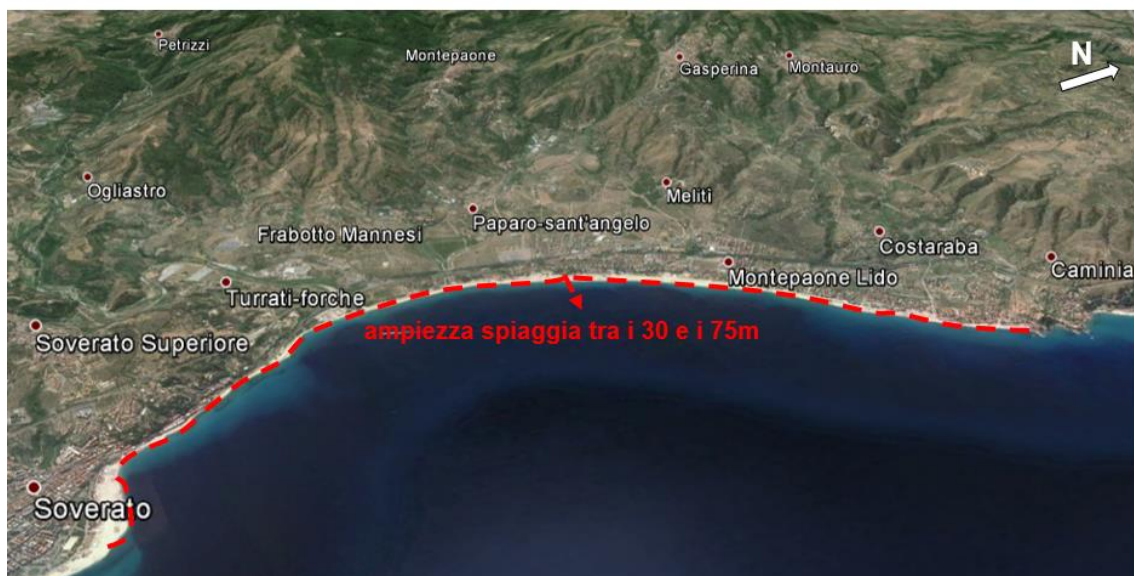 Petrizzi
Montepaone
Gasperina
Montauro
N
Ogliastro
Meliti
Frabotto Mannesi
Paparo-sant'angelo
Costaraba
Turrati-forche
Montepaone Lido
Caminia
Soverato Superiore
ampiezza spiaggia tra i 30 e i 75m
Soverato